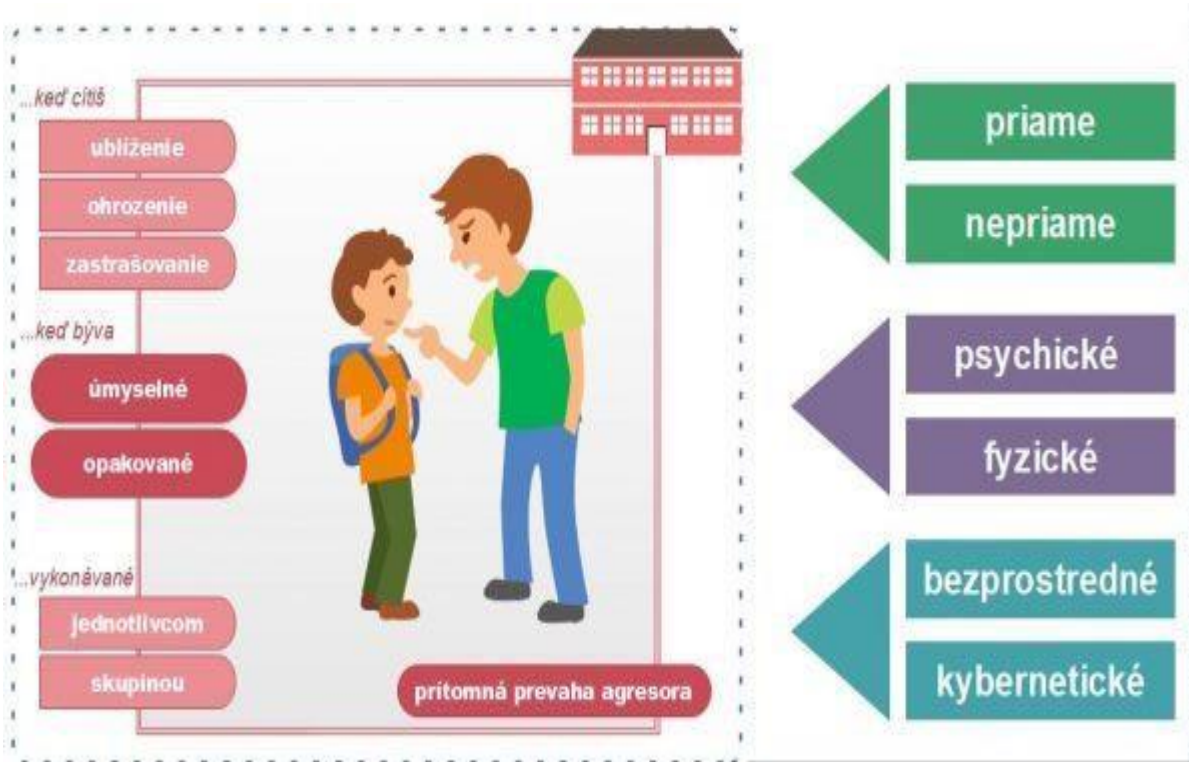 ...keď cítiš
ublíženie
ohrozenie
zastrašovanie
...keď býva
úmyselné
opakované
...vykonávané
jednotlivcom
skupinou
prítomná prevaha agresora
priame
nepriame
psychické
fyzické
bezprostredné
kybernetické